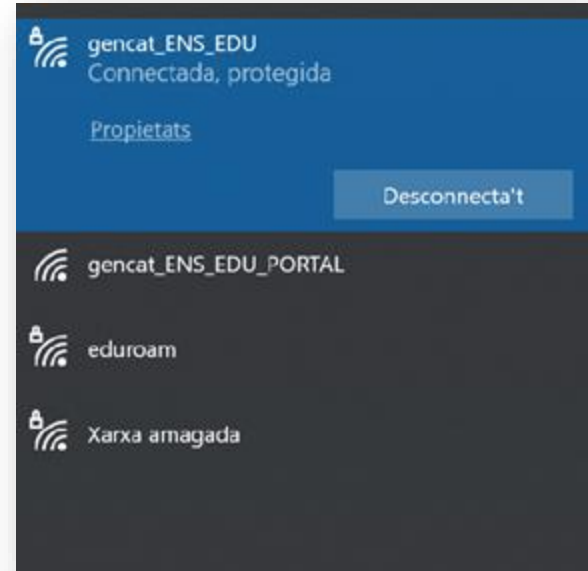 gencat_ENS_EDU
Connectada, protegida
Propietats
Desconnecta't
gencat_ENS_EDU_PORTAL
eduroam
Xarxa amagada